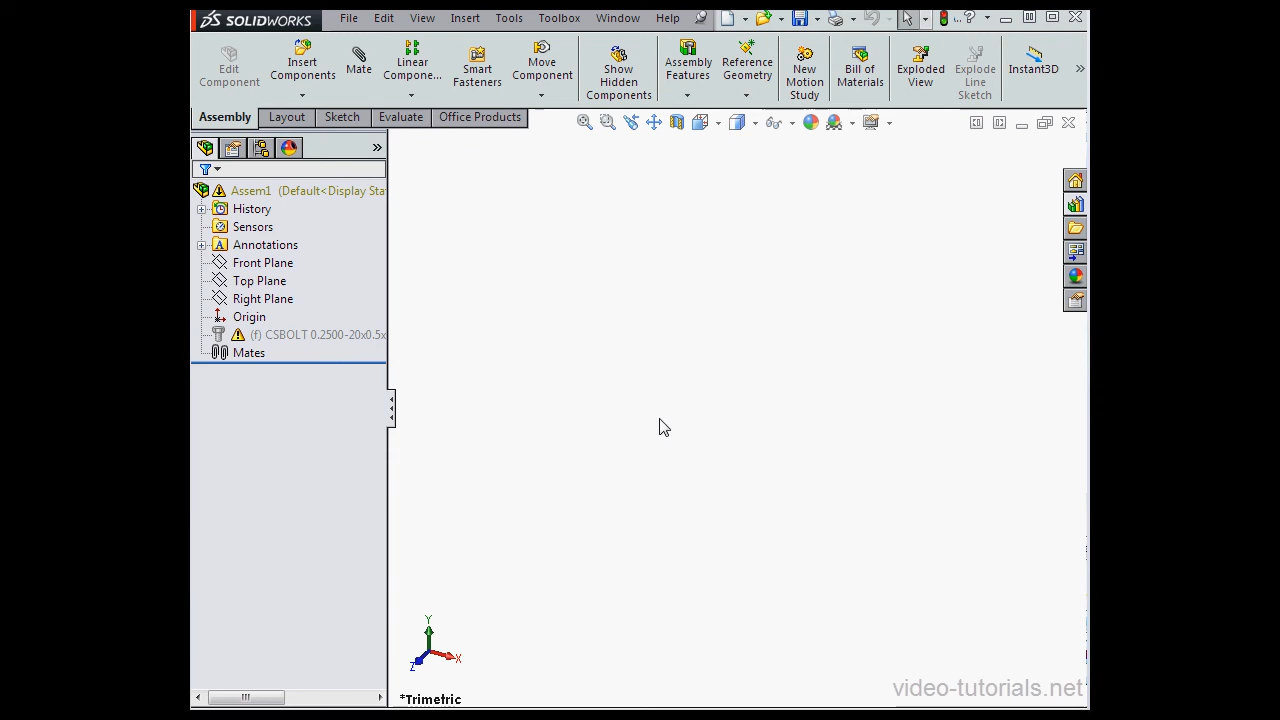 SOLIDWORKS File Edit View Insert Tools Toolbox Window Help ...
Edit Component
Insert Components
Mate
Linear Compone...
Smart Fasteners
Move Component
Show Hidden Components
Assembly Features
Reference Geometry
New Motion Study
Bill of Materials
Exploded View
Explode Line Sketch
Instant3D
Assembly Layout Sketch Evaluate Office Products
Assem1 (Default<Display Sta
History
Sensors
Annotations
Front Plane
Top Plane
Right Plane
Origin
(f) CSBOLT 0.2500-20x0.5x
Mates
Y
X
Z
*Trimetric
video-tutorials.net